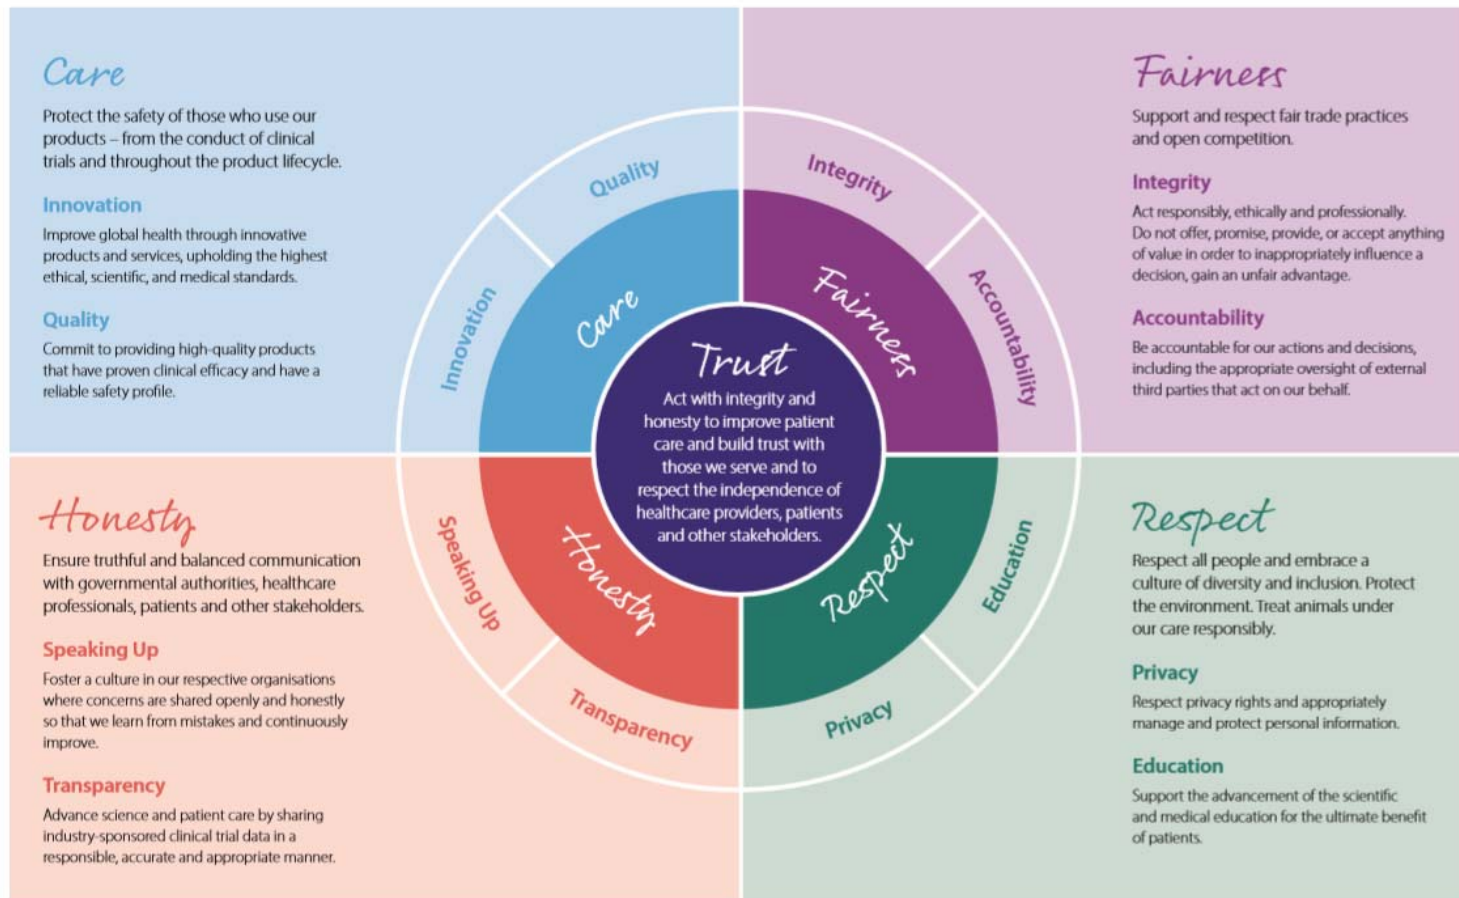 Care
Protect the safety of those who use our
products – from the conduct of clinical
trials and throughout the product lifecycle.
Innovation
Improve global health through innovative
products and services, upholding the highest
ethical, scientific, and medical standards.
Quality
Commit to providing high-quality products
that have proven clinical efficacy and have a
reliable safety profile.
Fairness
Support and respect fair trade practices
and open competition.
Integrity
Act responsibly, ethically and professionally.
Do not offer, promise, provide, or accept anything
of value in order to inappropriately influence a
decision, gain an unfair advantage.
Accountability
Be accountable for our actions and decisions,
including the appropriate oversight of external
third parties that act on our behalf.
Quality
Integrity
Innovation
Accountability
Care
Fairness
Trust
Act with integrity and
honesty to improve patient
care and build trust with
those we serve and to
respect the independence of
healthcare providers, patients
and other stakeholders.
Speaking Up
Honesty
Respect
Education
Transparency
Privacy
Honesty
Ensure truthful and balanced communication
with governmental authorities, healthcare
professionals, patients and other stakeholders.
Speaking Up
Foster a culture in our respective organisations
where concerns are shared openly and honestly
so that we learn from mistakes and continuously
improve.
Transparency
Advance science and patient care by sharing
industry-sponsored clinical trial data in a
responsible, accurate and appropriate manner.
Respect
Respect all people and embrace a
culture of diversity and inclusion. Protect
the environment. Treat animals under
our care responsibly.
Privacy
Respect privacy rights and appropriately
manage and protect personal information.
Education
Support the advancement of the scientific
and medical education for the ultimate benefit
of patients.